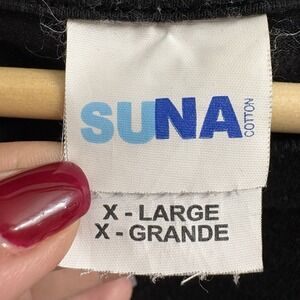 SUNA
COTTON
X - LARGE
X - GRANDE